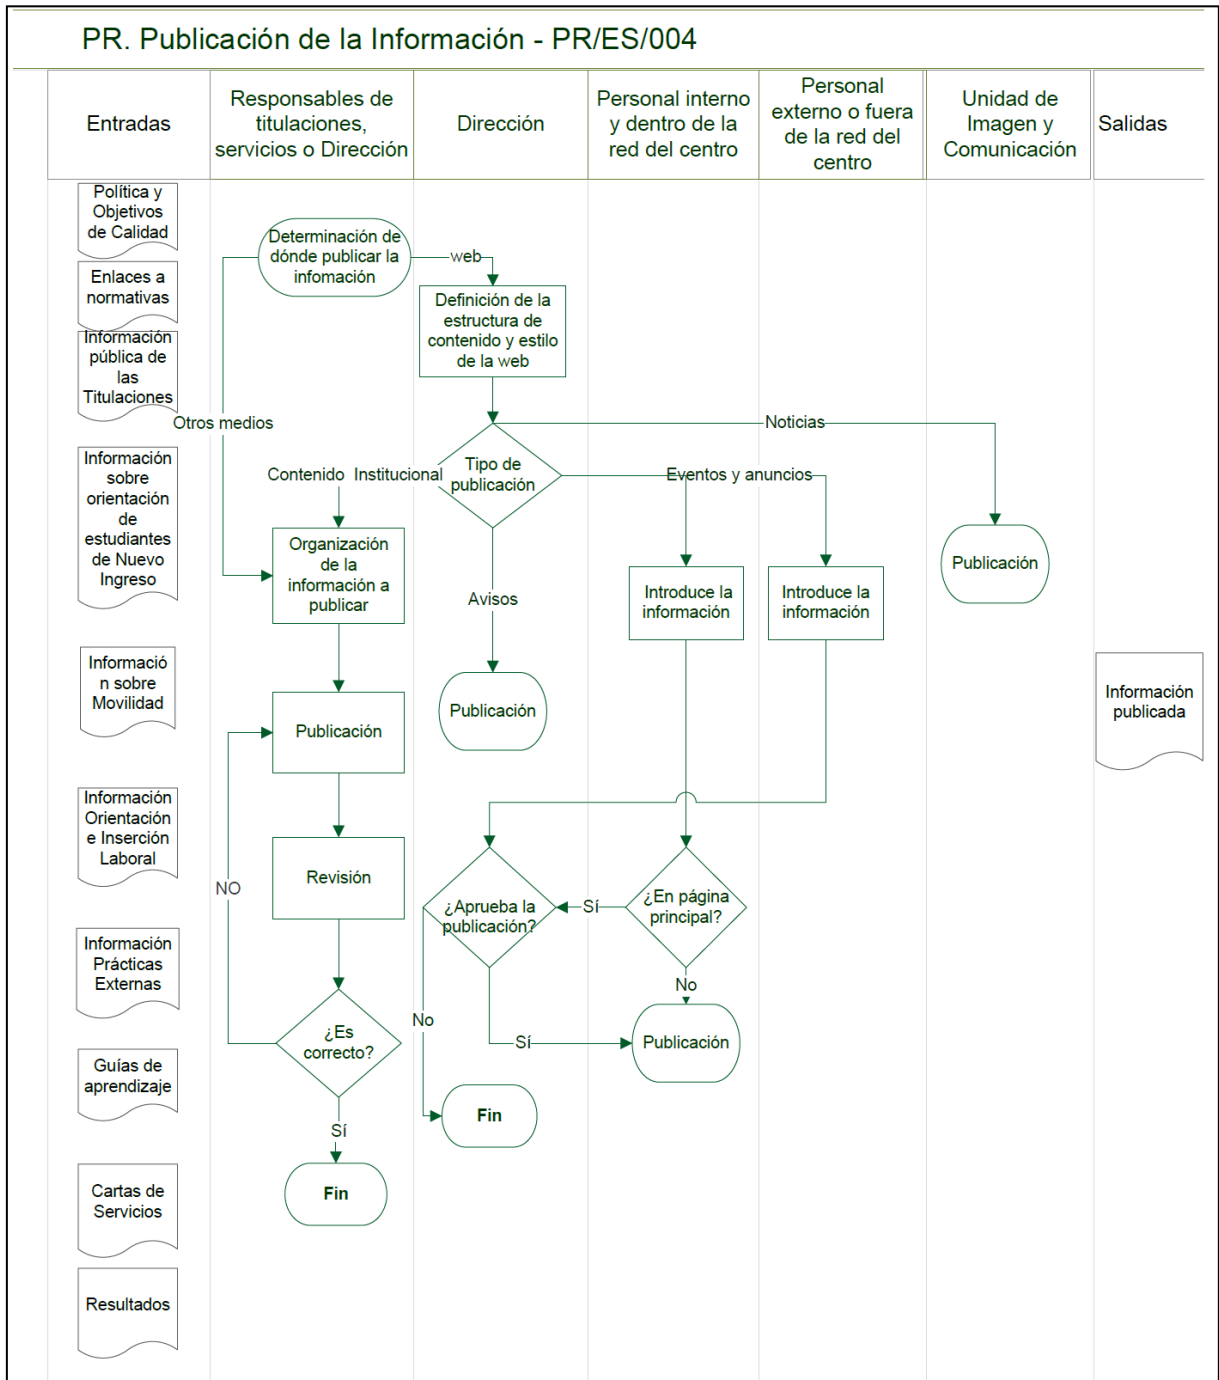 PR. Publicación de la Información - PR/ES/004
Entradas
Responsables de
titulaciones,
servicios o Dirección
Dirección
Personal interno
y dentro de la
red del centro
Personal
externo o fuera
de la red del
centro
Unidad de
Imagen y
Comunicación
Salidas
Política y
Objetivos
de Calidad
Enlaces a
normativas
Información
pública de
las
Titulaciones
Información
sobre
orientación
de
estudiantes
de Nuevo
Ingreso
Informació
n sobre
Movilidad
Información
Orientación
e Inserción
Laboral
Información
Prácticas
Externas
Guías de
aprendizaje
Cartas de
Servicios
Resultados
Determinación de
dónde publicar la
infomación
web
Otros medios
Definición de la
estructura de
contenido y estilo
de la web
Tipo de
publicación
Contenido Institucional
Eventos y anuncios
Noticias
Avisos
Organización
de la
información a
publicar
Publicación
Revisión
¿Es
correcto?
NO
Sí
Fin
Publicación
¿Aprueba la
publicación?
No
Sí
Fin
Introduce la
información
Introduce la
información
¿En página
principal?
Sí
No
Publicación
Publicación
Información
publicada